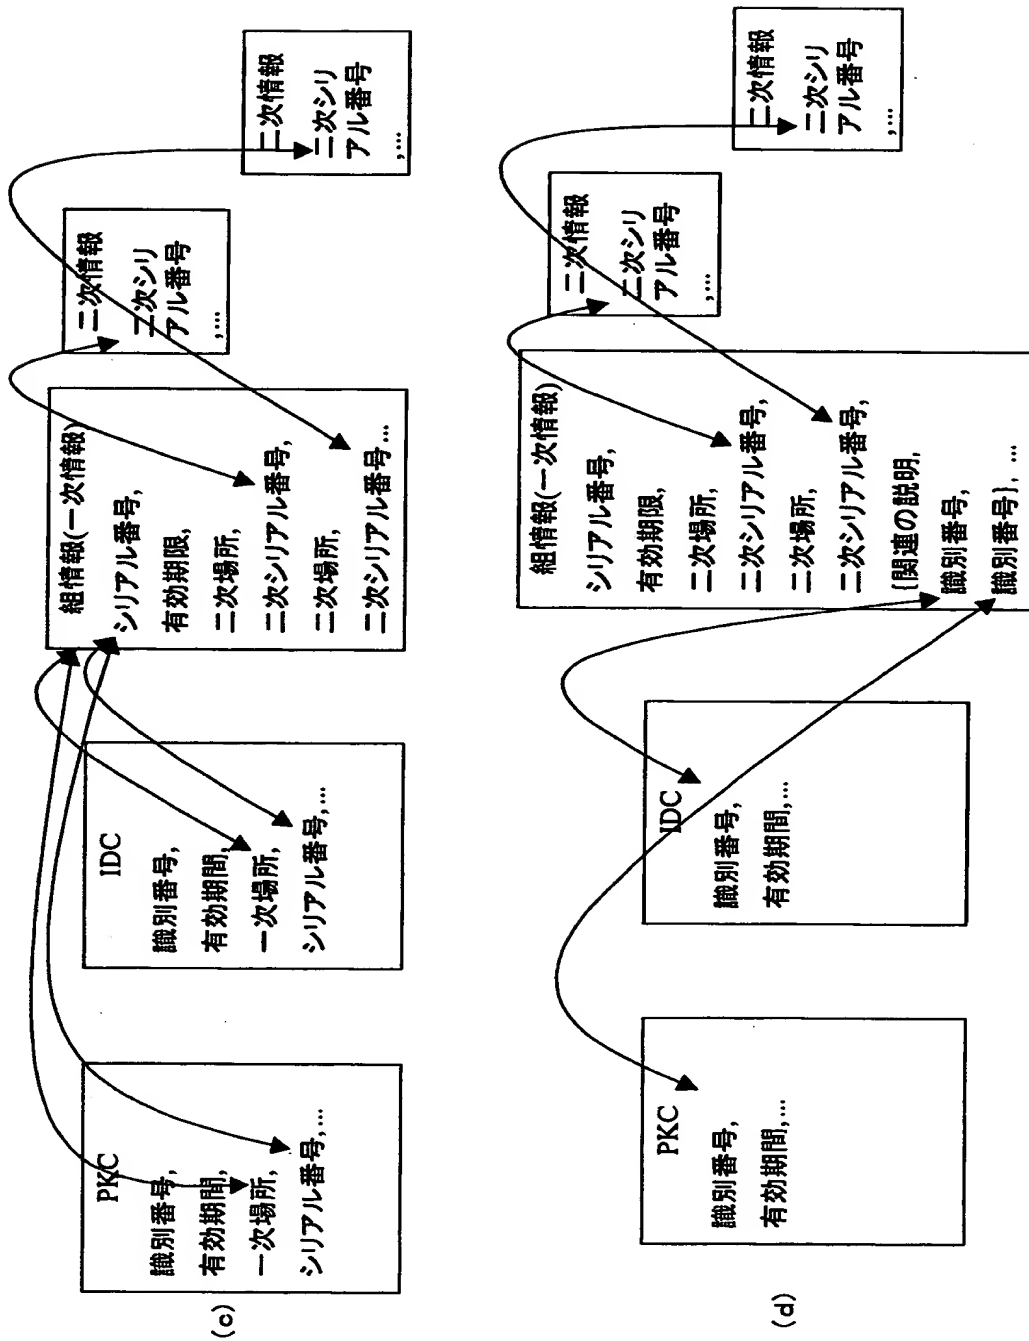 (c)
PKC
識別番号,
有効期間,
一次場所,
シリアル番号,...
IDC
識別番号,
有効期間,
一次場所,
シリアル番号,...
組情報(一次情報)
シリアル番号,
有効期限,
二次場所,
二次シリアル番号,
二次場所,
二次シリアル番号...
二次情報
二次シリ
アル番号
,...
二次情報
二次シリ
アル番号
,...
(d)
PKC
識別番号,
有効期間,...
IDC
識別番号,
有効期間,...
組情報(一次情報)
シリアル番号,
有効期限,
二次場所,
二次シリアル番号,
二次場所,
二次シリアル番号,
{関連の説明,
識別番号,
識別番号}, ...
二次情報
二次シリ
アル番号
,...
二次情報
二次シリ
アル番号
,...